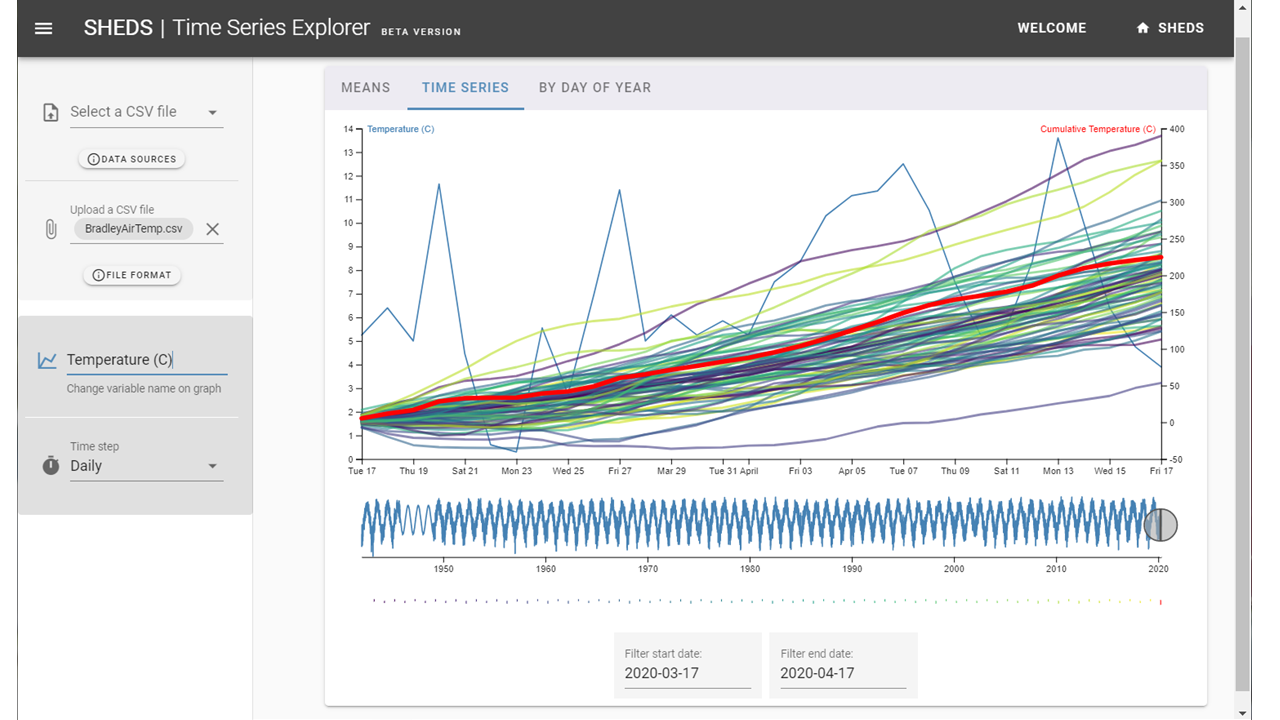 SHEDS | Time Series Explorer BETA VERSION WELCOME SHEDS
Select a CSV file
DATA SOURCES
Upload a CSV file
BradleyAirTemp.csv
FILE FORMAT
Temperature (C)
Change variable name on graph
Time step
Daily
MEANS TIME SERIES BY DAY OF YEAR
Temperature (C) Cumulative Temperature (C)
14
13
12
11
10
9
8
7
6
5
4
3
2
1
0
400
350
300
250
200
150
100
50
0
-50
Tue 17 Thu 19 Sat 21 Mon 23 Wed 25 Fri 27 Mar 29 Tue 31 April Fri 03 Apr 05 Tue 07 Thu 09 Sat 11 Mon 13 Wed 15 Fri 17
1950 1960 1970 1980 1990 2000 2010 2020
Filter start date: Filter end date:
2020-03-17 2020-04-17